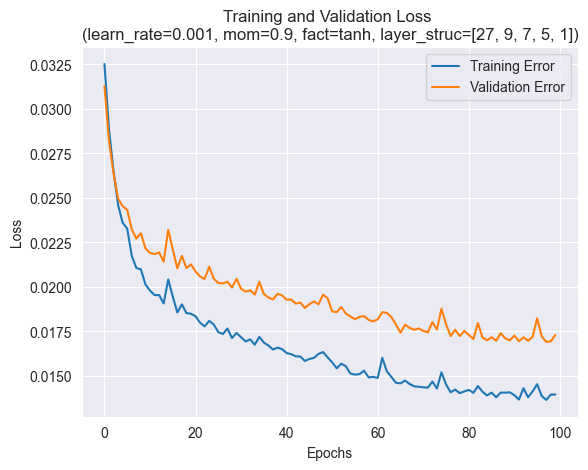 Training and Validation Loss
(learn_rate=0.001, mom=0.9, fact=tanh, layer_struc=[27, 9, 7, 5, 1])
Training Error
Validation Error
0.0325
0.0300
0.0275
0.0250
0.0225
0.0200
0.0175
0.0150
Loss
0 20 40 60 80 100
Epochs